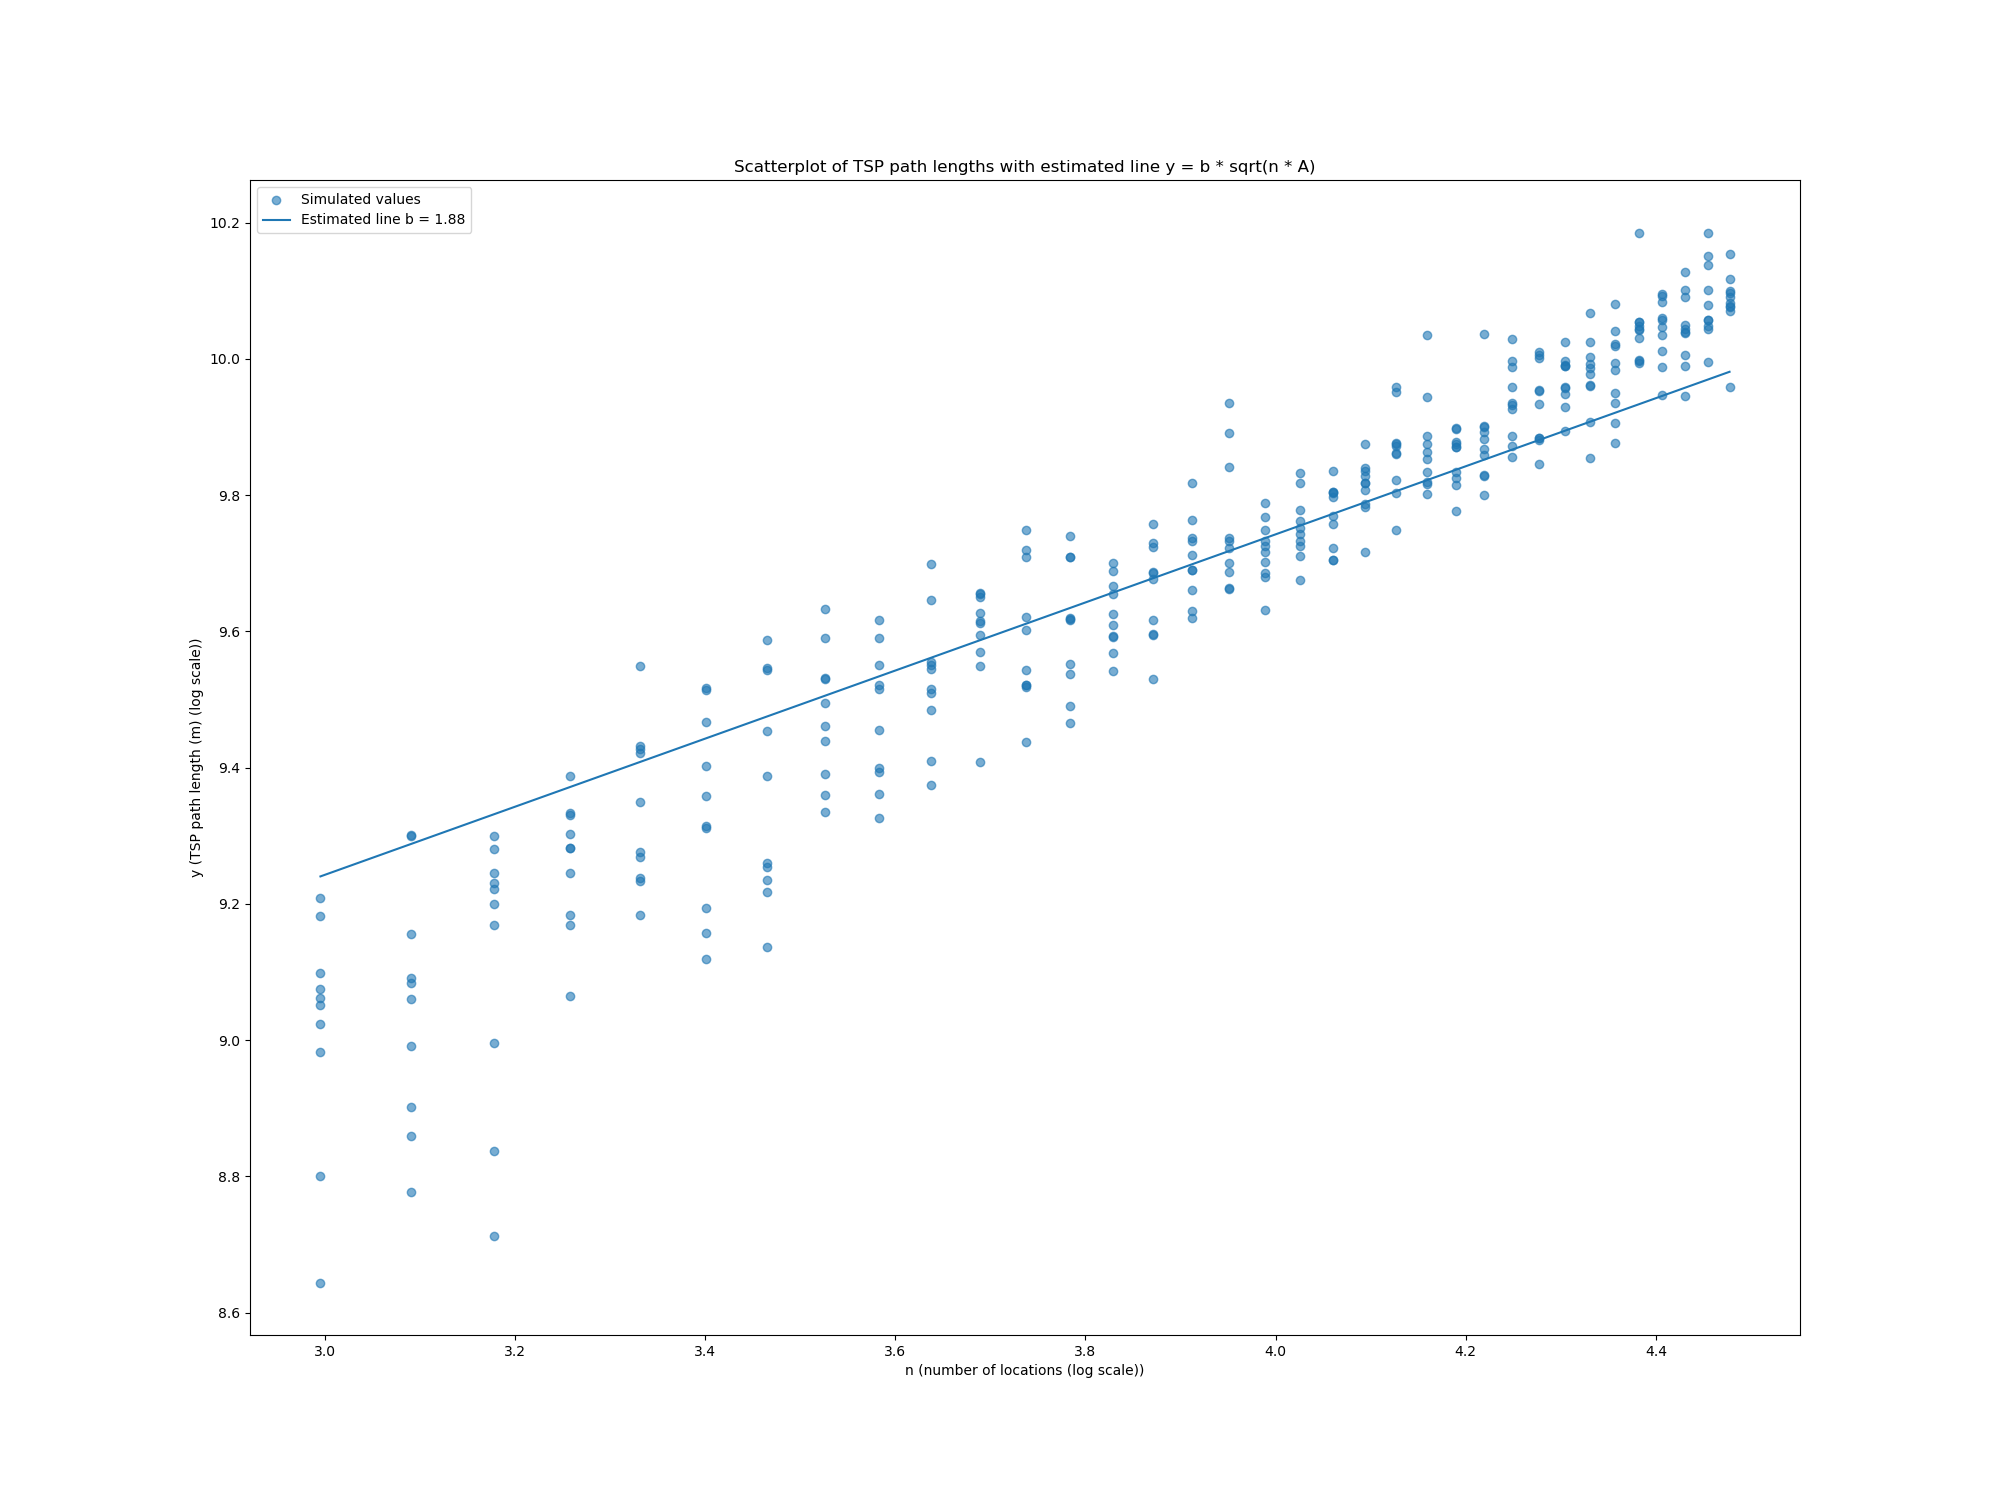 Scatterplot of TSP path lengths with estimated line y = b * sqrt(n * A)
Simulated values
Estimated line b = 1.88
10.2
10.0
9.8
9.6
9.4
9.2
9.0
8.8
8.6
y (TSP path length (m) (log scale))
3.0 3.2 3.4 3.6 3.8 4.0 4.2 4.4
n (number of locations (log scale))